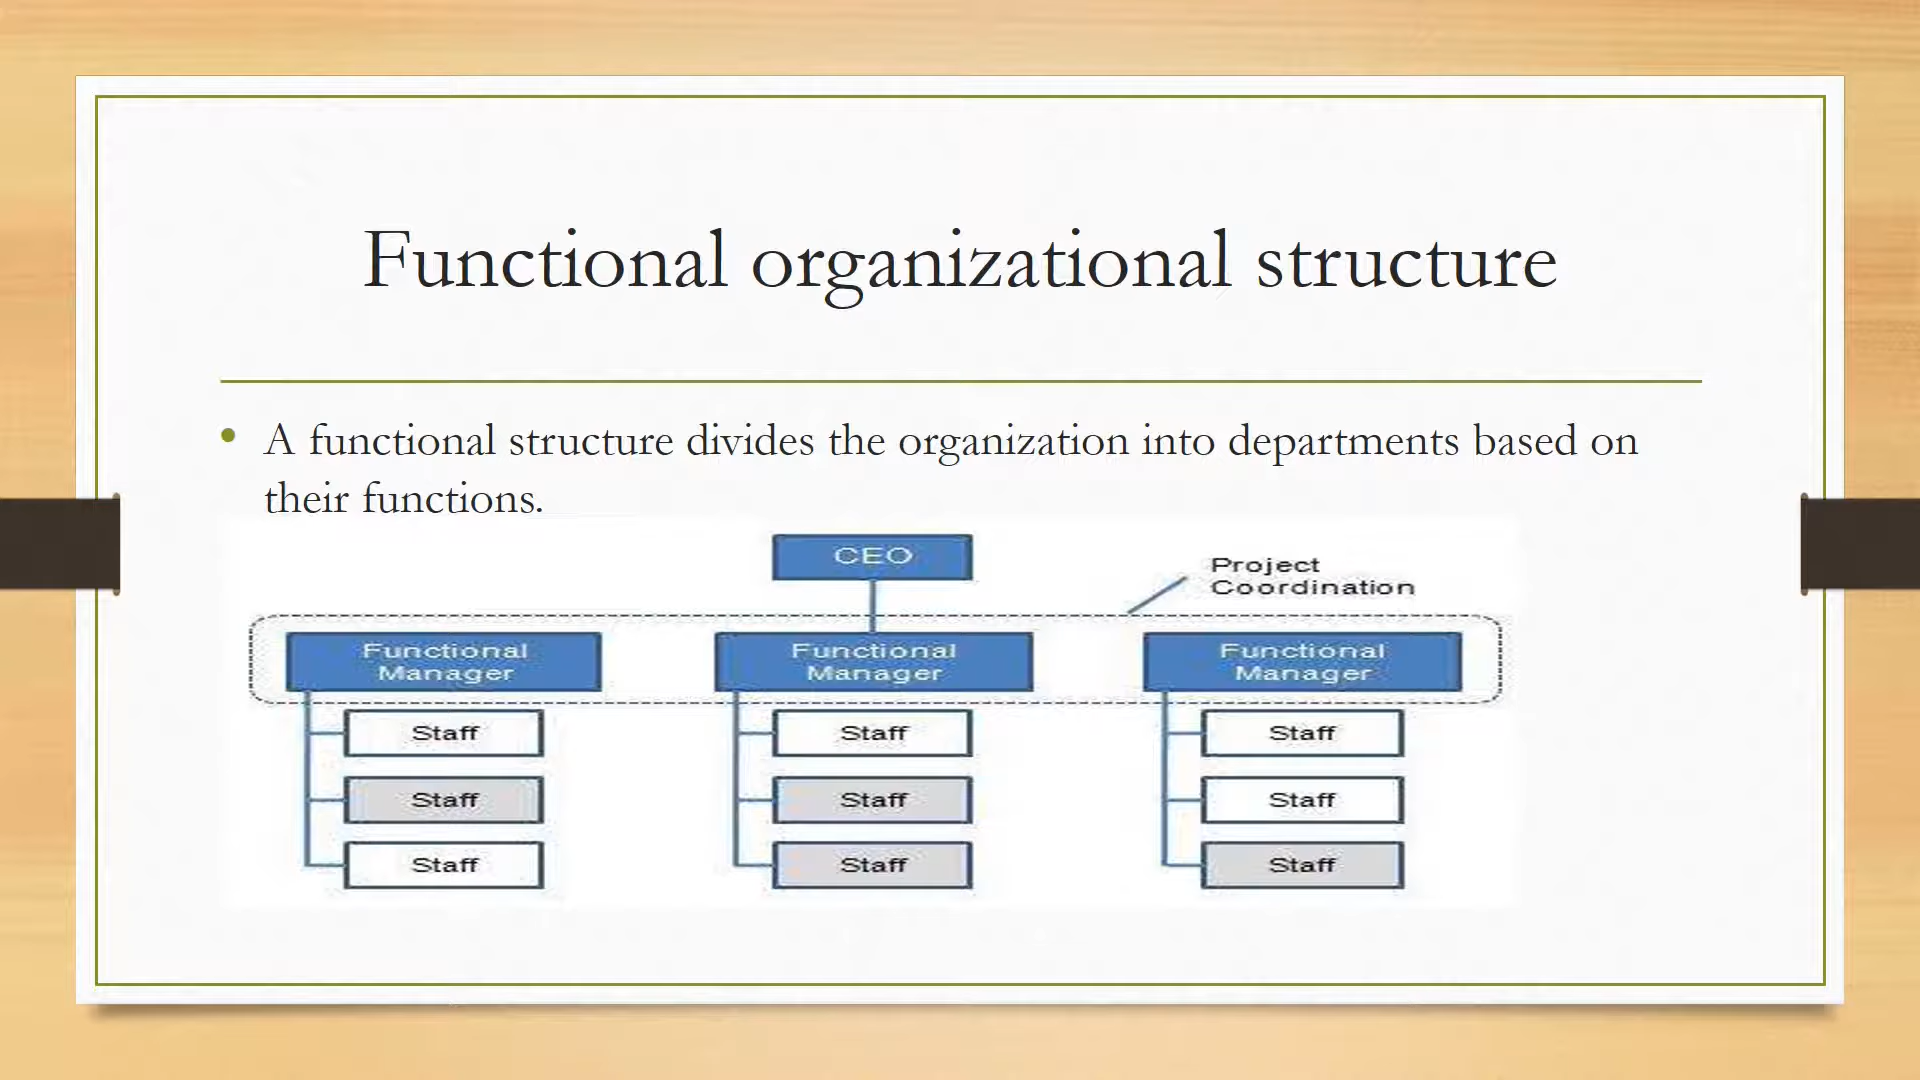 Functional organizational structure
• A functional structure divides the organization into departments based on
their functions.
CEO
Project
Coordination
Functional
Manager
Functional
Manager
Functional
Manager
Staff
Staff
Staff
Staff
Staff
Staff
Staff
Staff
Staff